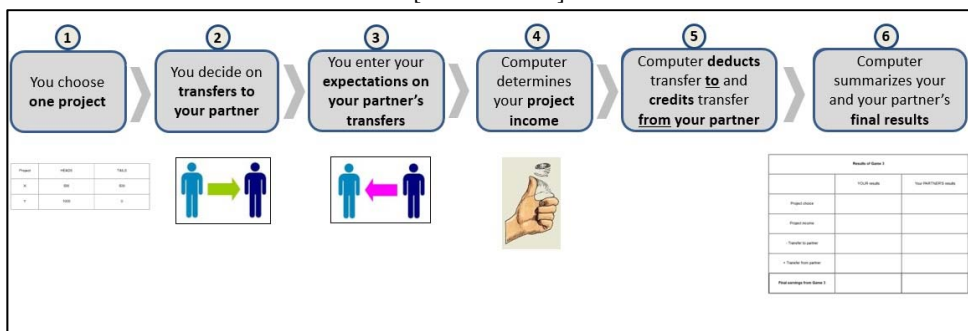 1
You choose
one project
2
You decide on
transfers to
your partner
3
You enter your
expectations on
your partner's
transfers
4
Computer
determines
your project
income
5
Computer deducts
transfer to and
credits transfer
from your partner
6
Computer
summarizes your
and your partner's
final results
Project HEADS TAILS
X
Y 1000 0
Results of Game 3
YOUR results Your PARTNER'S results
Project choice
Project income
- Transfer to partner
+ Transfer from partner
Final earnings from Game 3